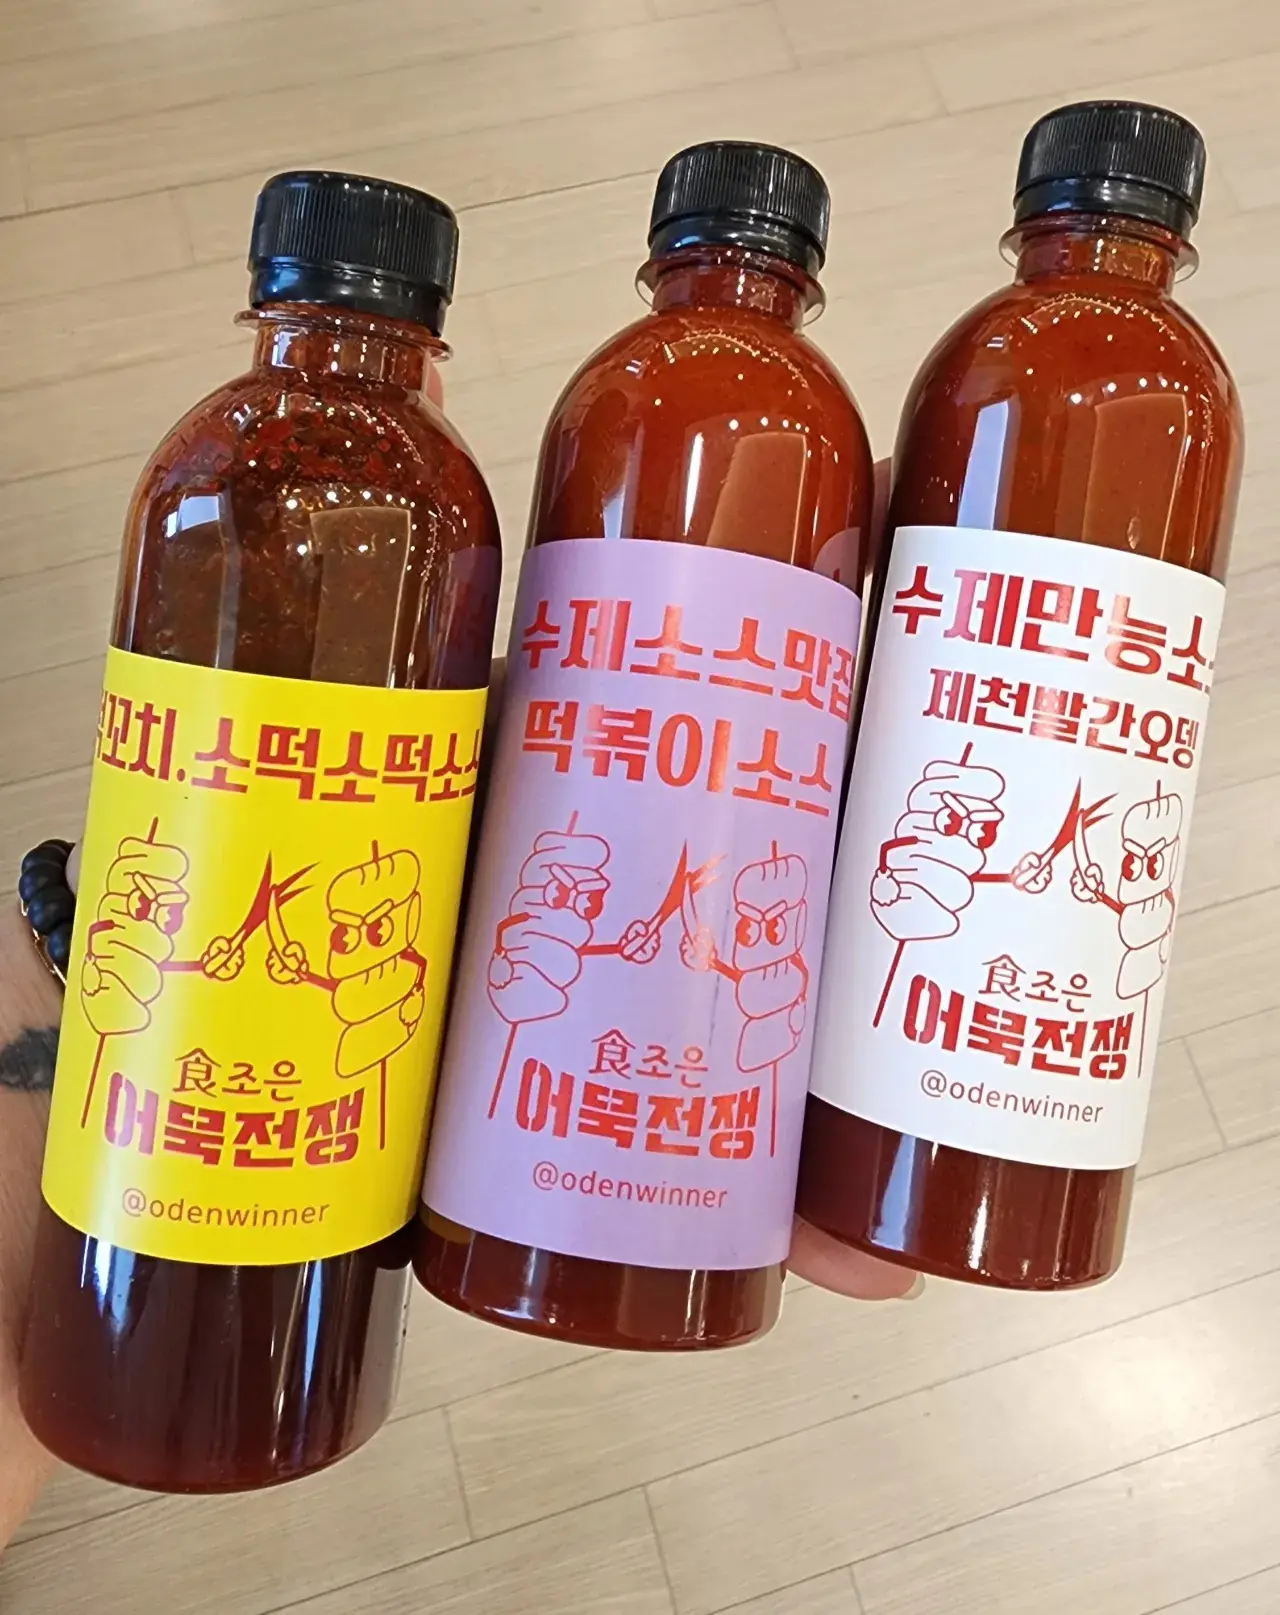 꼬치.소떡소떡소스
食조은
어묵전쟁
@odenwinner
수제소스맛집
떡볶이소스
食조은
어묵전쟁
@odenwinner
수제만능소스
제천빨간오뎅
食조은
어묵전쟁
@odenwinner